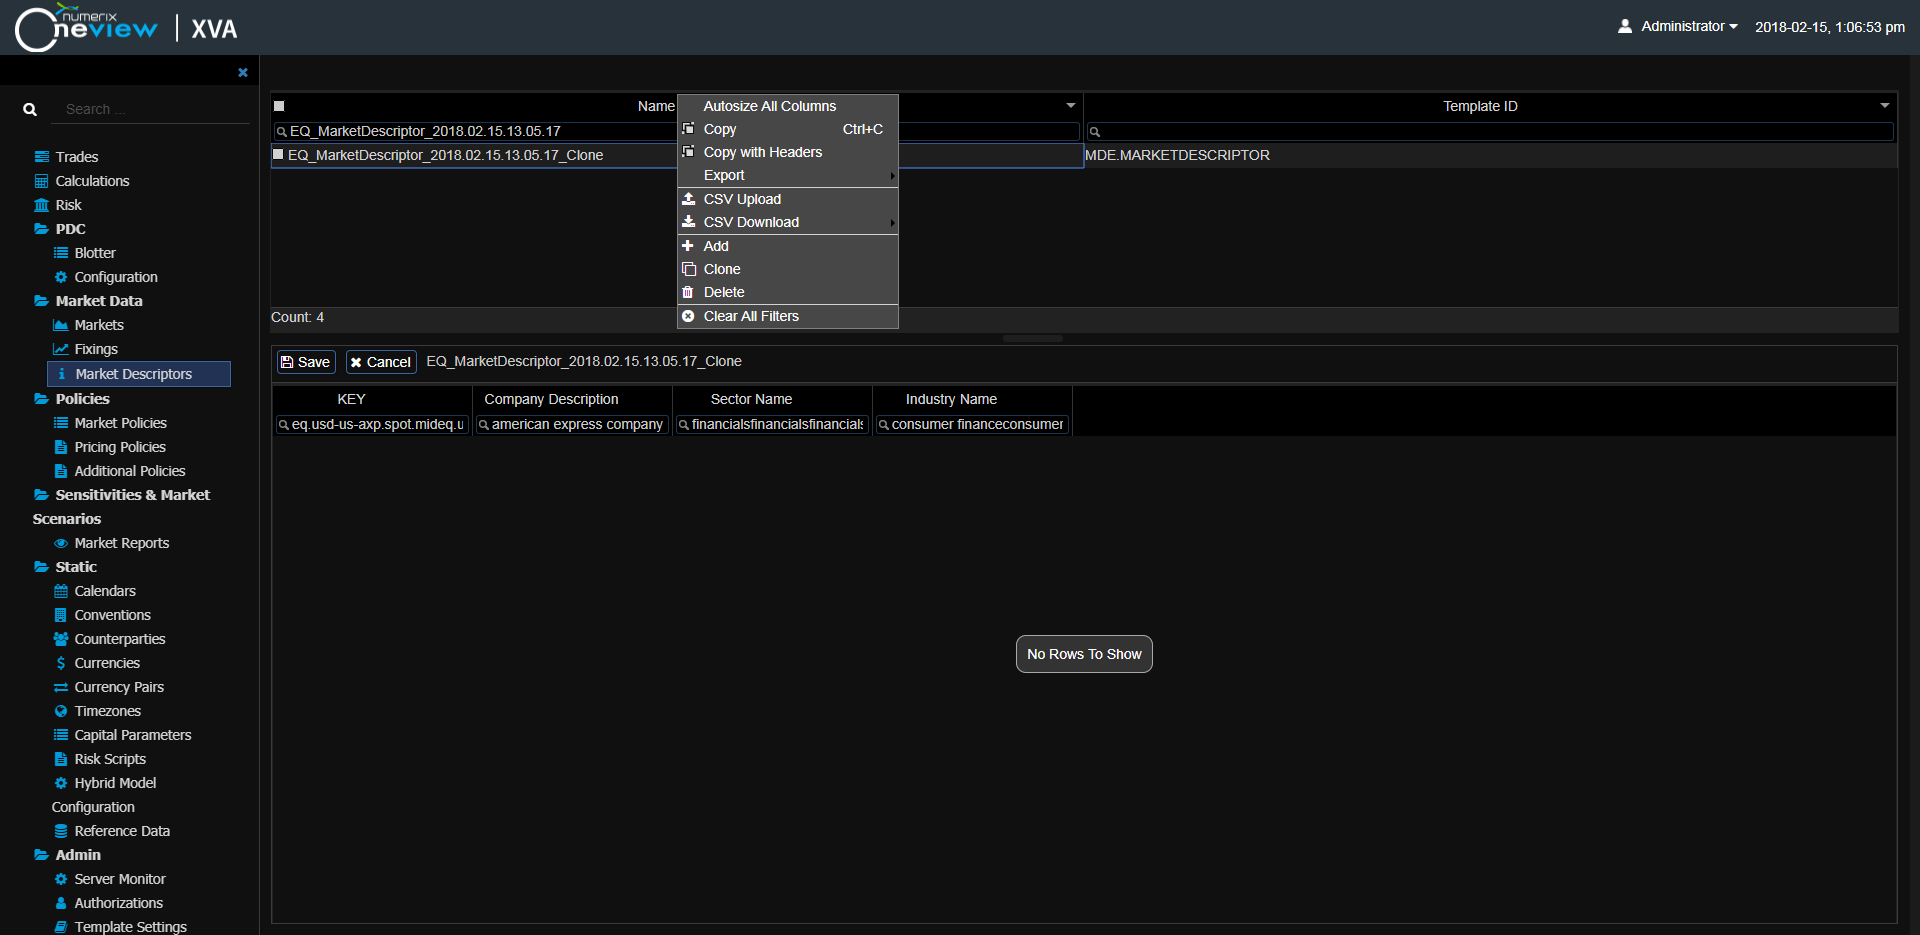 numerix
Oneview | XVA
Administrator
2018-02-15, 1:06:53 pm
Search ...
Trades
Calculations
Risk
PDC
Blotter
Configuration
Market Data
Markets
Fixings
Market Descriptors
Policies
Market Policies
Pricing Policies
Additional Policies
Sensitivities & Market
Scenarios
Market Reports
Static
Calendars
Conventions
Counterparties
Currencies
Currency Pairs
Timezones
Capital Parameters
Risk Scripts
Hybrid Model
Configuration
Reference Data
Admin
Server Monitor
Authorizations
Template Settings
Name
Template ID
EQ_MarketDescriptor_2018.02.15.13.05.17
EQ_MarketDescriptor_2018.02.15.13.05.17_Clone
MDE.MARKETDESCRIPTOR
Autosize All Columns
Copy Ctrl+C
Copy with Headers
Export
CSV Upload
CSV Download
Add
Clone
Delete
Clear All Filters
Count: 4
Save
Cancel
EQ_MarketDescriptor_2018.02.15.13.05.17_Clone
KEY
Company Description
Sector Name
Industry Name
eq.usd-us-axp.spot.mideq.u
american express company
financialsfinancialsfinancials
consumer financeconsumer
No Rows To Show